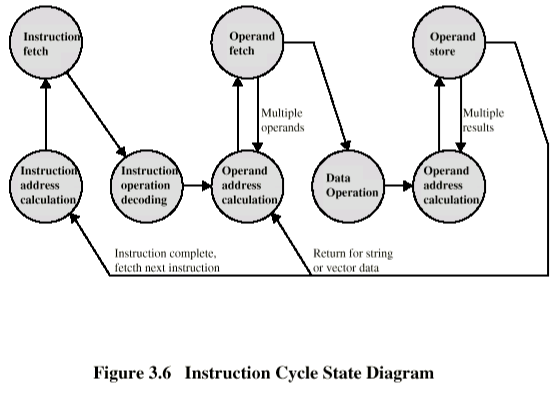 Instruction
fetch
Operand
fetch
Operand
store
Multiple
operands
Multiple
results
Instruction
address
calculation
Instruction
operation
decoding
Operand
address
calculation
Data
Operation
Operand
address
calculation
Instruction complete,
fetcth next instruction
Return for string
or vector data
Figure 3.6 Instruction Cycle State Diagram